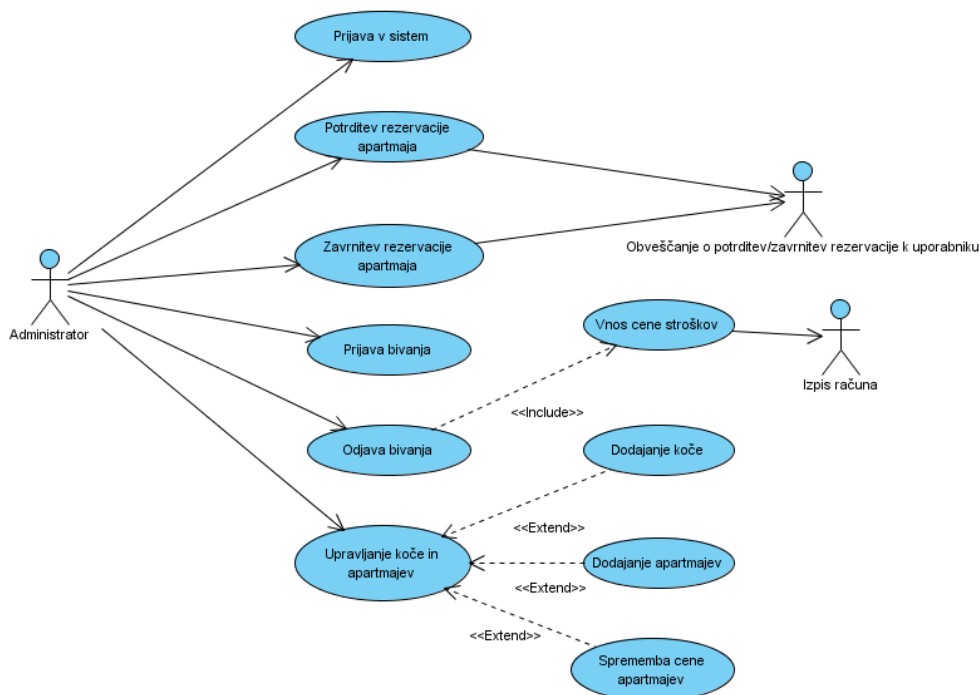 Prijava v sistem
Potrditev rezervacije
apartmaja
Zavrnitev rezervacije
apartmaja
Obveščanje o potrditev/zavrnitev rezervacije k uporabniku
Administrator
Prijava bivanja
Vnos cene stroškov
Izpis računa
<<Include>>
Odjava bivanja
Dodajanje koče
<<Extend>>
Upravljanje koče in
apartmajev
Dodajanje apartmajev
<<Extend>>
<<Extend>>
Sprememba cene
apartmajev